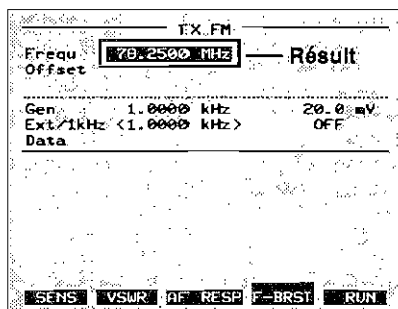 TX FM
Frequ 78.2500 MHz Résult
Offset
Gen 1.0000 kHz 20.0 mV
Ext/1kHz <1.0000 kHz> OFF
Data
SENS VSWR AF RESP F-BRST RUN